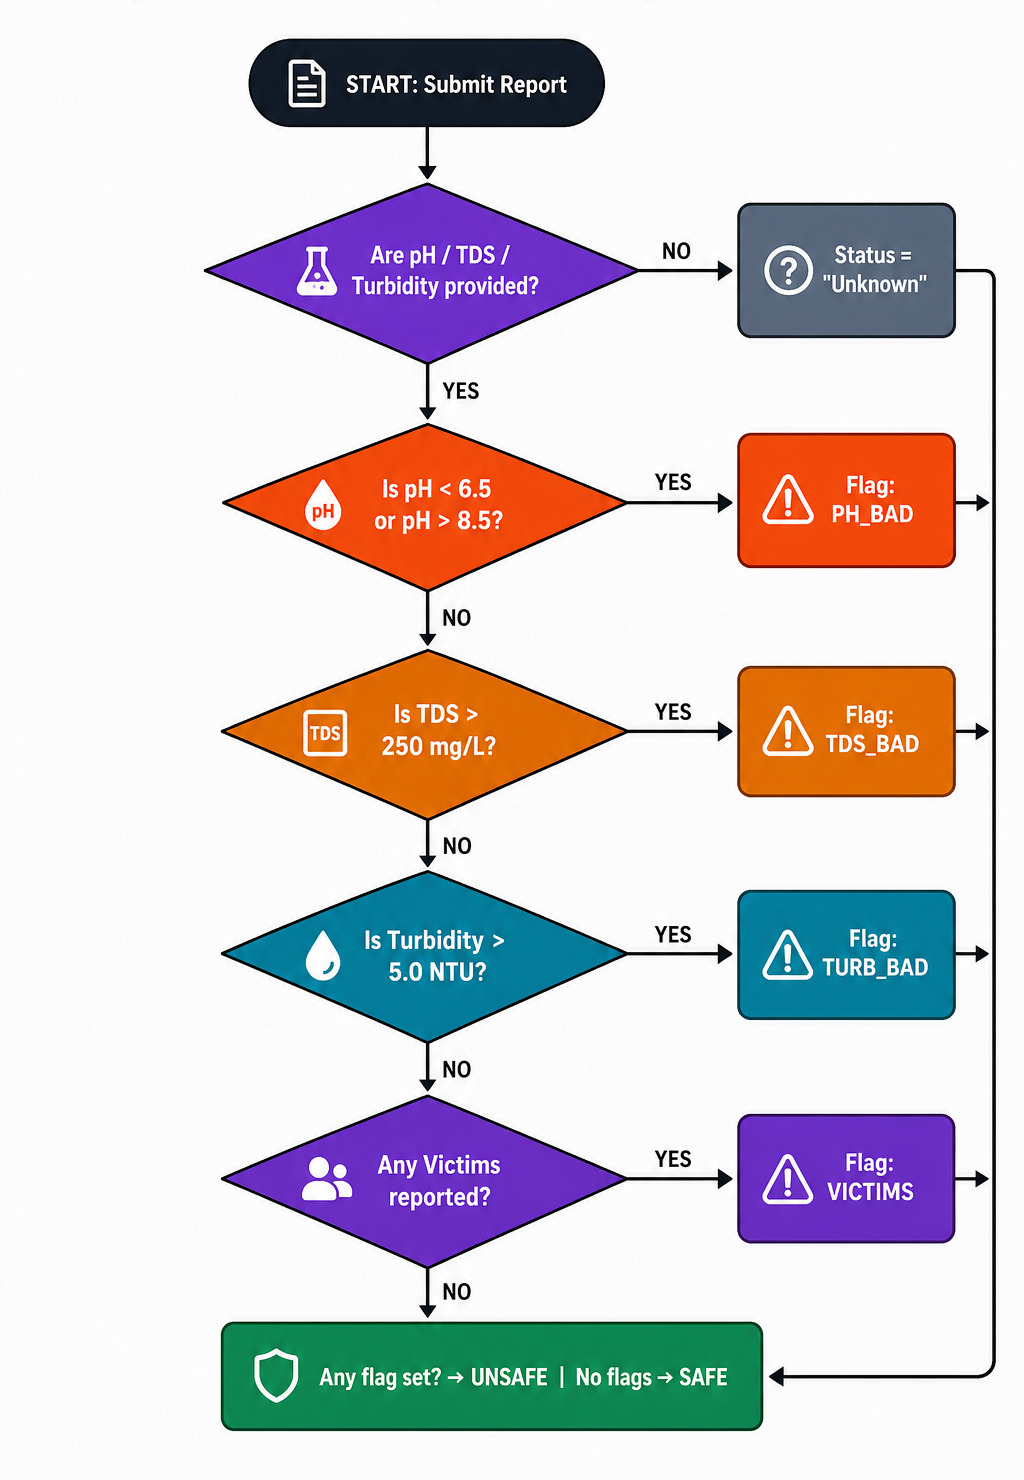 START: Submit Report
Are pH / TDS /
Turbidity provided?
NO
Status =
"Unknown"
YES
pH
Is pH < 6.5
or pH > 8.5?
YES
Flag:
PH_BAD
NO
TDS
Is TDS >
250 mg/L?
YES
Flag:
TDS_BAD
NO
Is Turbidity >
5.0 NTU?
YES
Flag:
TURB_BAD
NO
Any Victims
reported?
YES
Flag:
VICTIMS
NO
Any flag set? → UNSAFE | No flags → SAFE